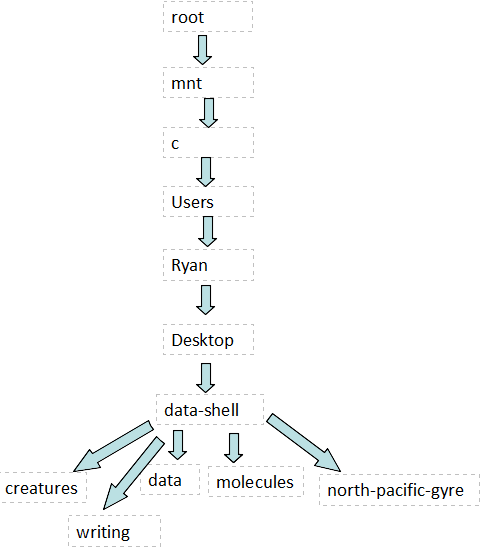 root
mnt
c
Users
Ryan
Desktop
data-shell
creatures
data
molecules
north-pacific-gyre
writing